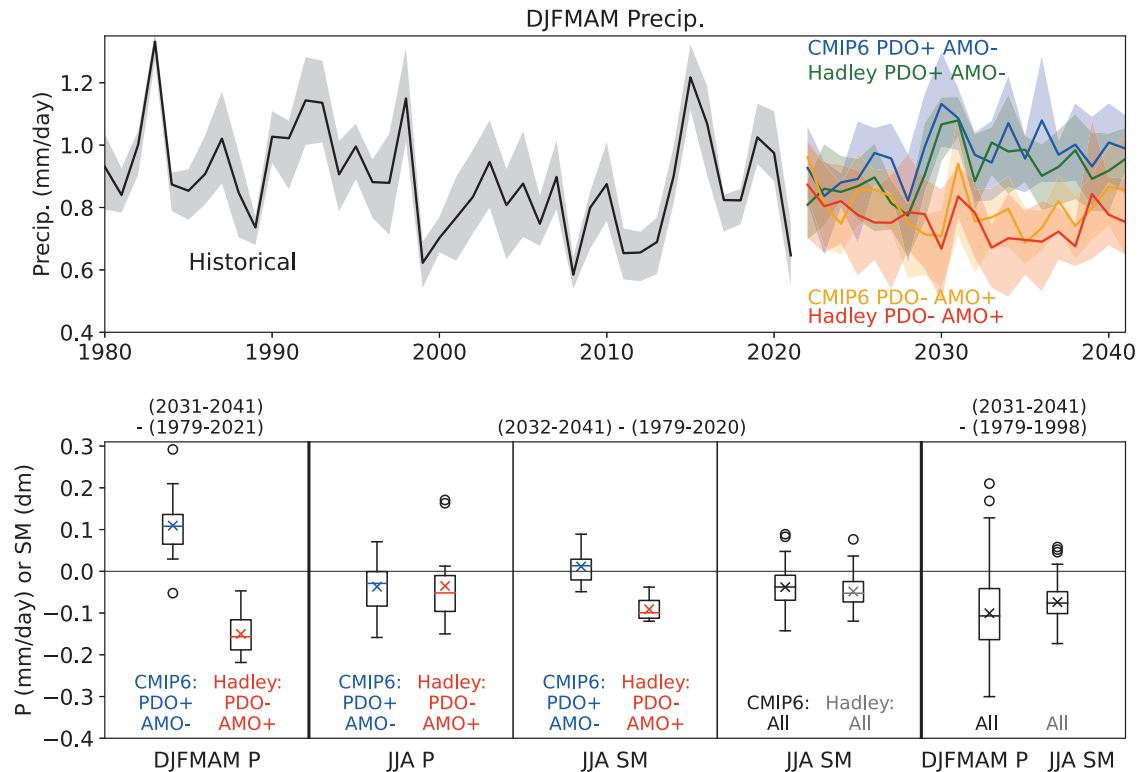 DJFMAM Precip.
Precip. (mm/day)
1.2
1.0
0.8
0.6
0.4
Historical
CMIP6 PDO+ AMO-
Hadley PDO+ AMO-
CMIP6 PDO- AMO+
Hadley PDO- AMO+
1980 1990 2000 2010 2020 2030 2040
(2031-2041)
- (1979-2021)
(2032-2041) - (1979-2020)
(2031-2041)
- (1979-1998)
P (mm/day) or SM (dm)
0.3
0.2
0.1
0.0
−0.1
−0.2
−0.3
−0.4
CMIP6:
PDO+
AMO-
Hadley:
PDO-
AMO+
CMIP6:
PDO+
AMO-
Hadley:
PDO-
AMO+
CMIP6:
PDO+
AMO-
Hadley:
PDO-
AMO+
CMIP6:
All
Hadley:
All
All
All
DJFMAM P
JJA P
JJA SM
JJA SM
DJFMAM P
JJA SM